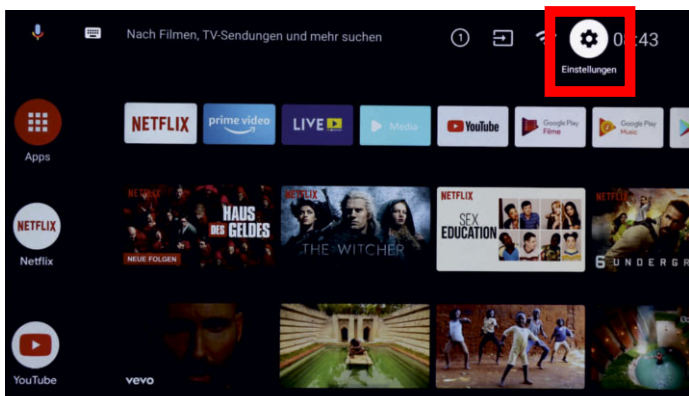 Nach Filmen, TV-Sendungen und mehr suchen
1
08:43
Einstellungen
Apps
NETFLIX
prime video
LIVE
Media
YouTube
Google Play
Filme
Google Play
Music
NETFLIX
Netflix
NETFLIX
HAUS
DES GELDES
NEUE FOLGEN
NETFLIX
THE WITCHER
NETFLIX
SEX
EDUCATION
NETFLIX
6 UNDERGR
YouTube
vevo